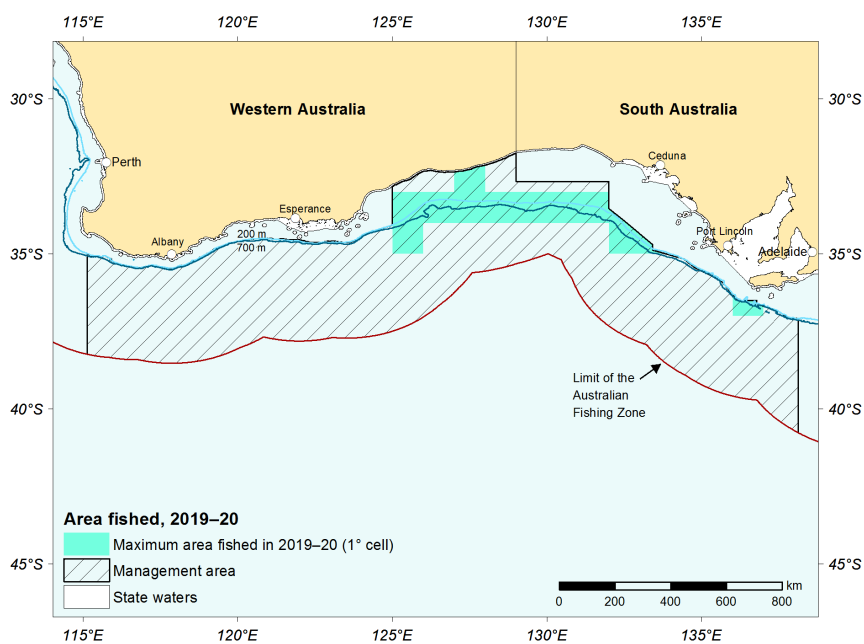 115°E 120°E 125°E 130°E 135°E
30°S 30°S
Western Australia South Australia
Perth
Ceduna
Esperance
Albany
200 m
700 m
Port Lincoln
Adelaide
35°S 35°S
Limit of the
Australian
Fishing Zone
40°S 40°S
Area fished, 2019–20
Maximum area fished in 2019–20 (1° cell)
Management area
State waters
45°S 45°S
km
0 200 400 600 800
115°E 120°E 125°E 130°E 135°E